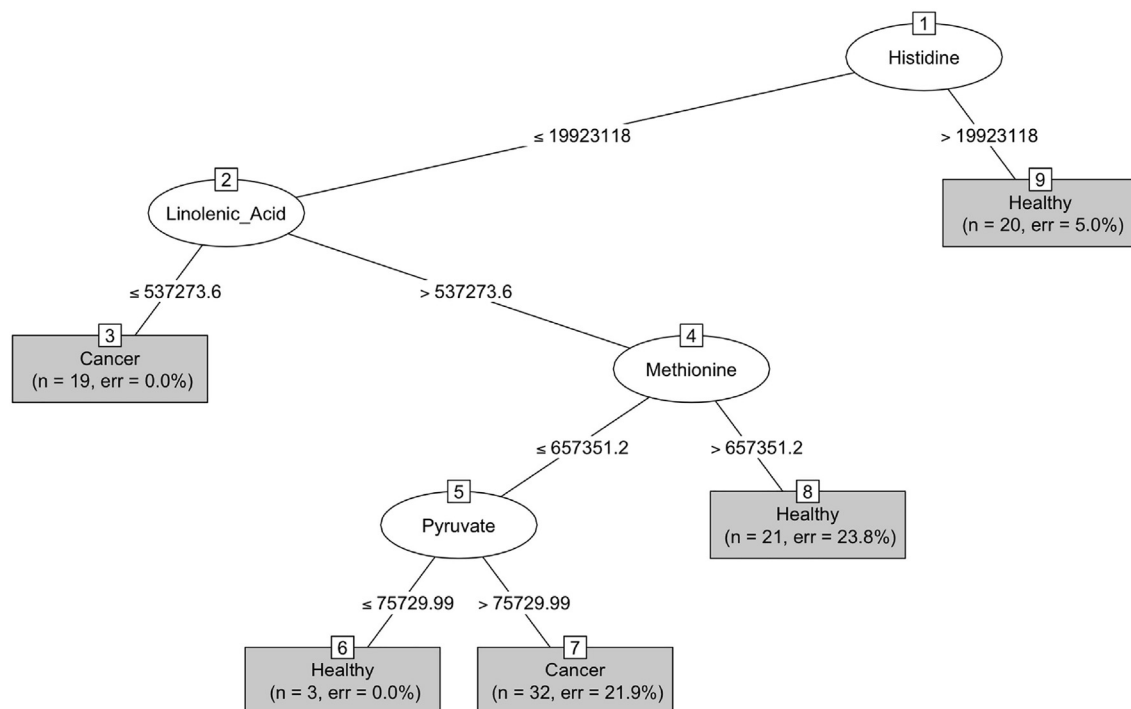 1
Histidine
≤ 19923118
> 19923118
2
Linolenic_Acid
9
Healthy
(n = 20, err = 5.0%)
≤ 537273.6
> 537273.6
3
Cancer
(n = 19, err = 0.0%)
4
Methionine
≤ 657351.2
> 657351.2
5
Pyruvate
8
Healthy
(n = 21, err = 23.8%)
≤ 75729.99
> 75729.99
6
Healthy
(n = 3, err = 0.0%)
7
Cancer
(n = 32, err = 21.9%)